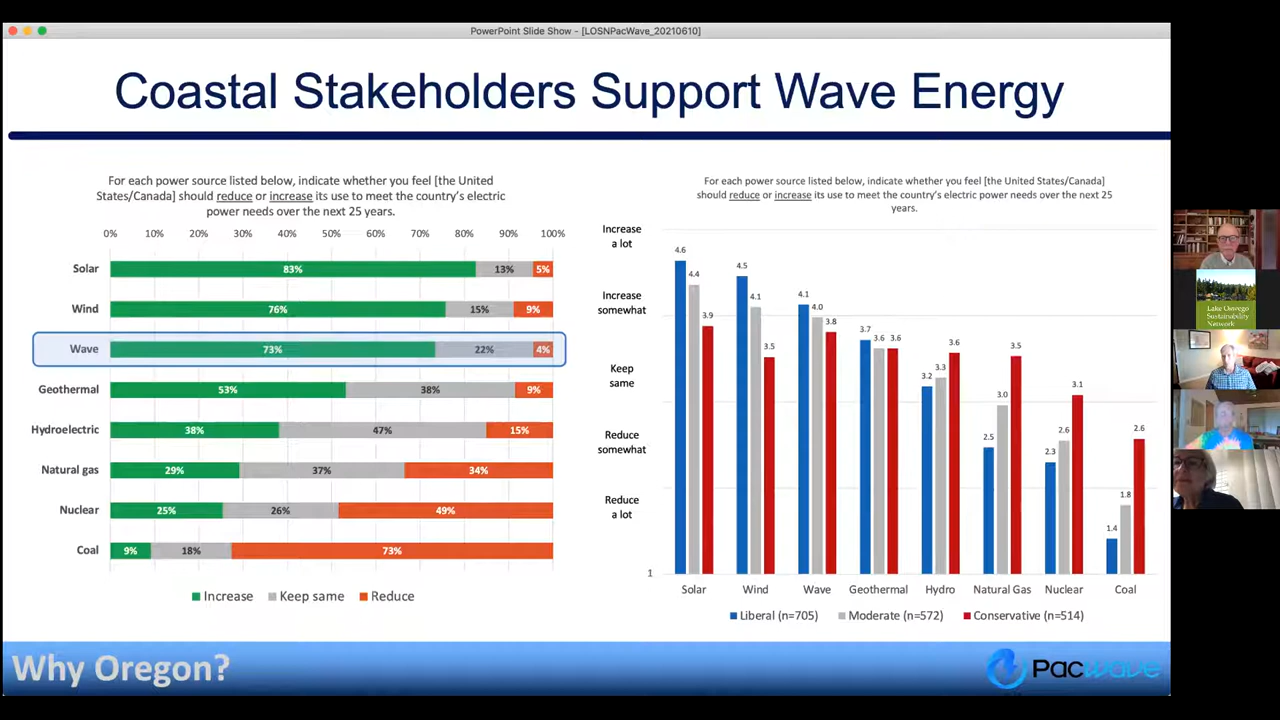 PowerPoint Slide Show - [LOSNPacWave_20210610]
Coastal Stakeholders Support Wave Energy
For each power source listed below, indicate whether you feel [the United
States/Canada] should reduce or increase its use to meet the country's electric
power needs over the next 25 years.
0% 10% 20% 30% 40% 50% 60% 70% 80% 90% 100%
Solar 83% 13% 5%
Wind 76% 15% 9%
Wave 73% 22% 4%
Geothermal 53% 38% 9%
Hydroelectric 38% 47% 15%
Natural gas 29% 37% 34%
Nuclear 25% 26% 49%
Coal 9% 18% 73%
Increase Keep same Reduce
For each power source listed below, indicate whether you feel [the United States/Canada]
should reduce or increase its use to meet the country's electric power needs over the next 25
years.
Increase
a lot
Increase
somewhat
Keep
same
Reduce
somewhat
Reduce
a lot
1
4.6 4.4 3.9
4.5 4.1 3.5
4.1 4.0 3.8
3.7 3.6 3.6
3.2 3.3 3.6
2.5 3.0 3.5
2.3 2.6 3.1
1.4 1.8 2.6
Solar Wind Wave Geothermal Hydro Natural Gas Nuclear Coal
Liberal (n=705) Moderate (n=572) Conservative (n=514)
Why Oregon?
PacWave
Lake Oswego
Sustainability
Network